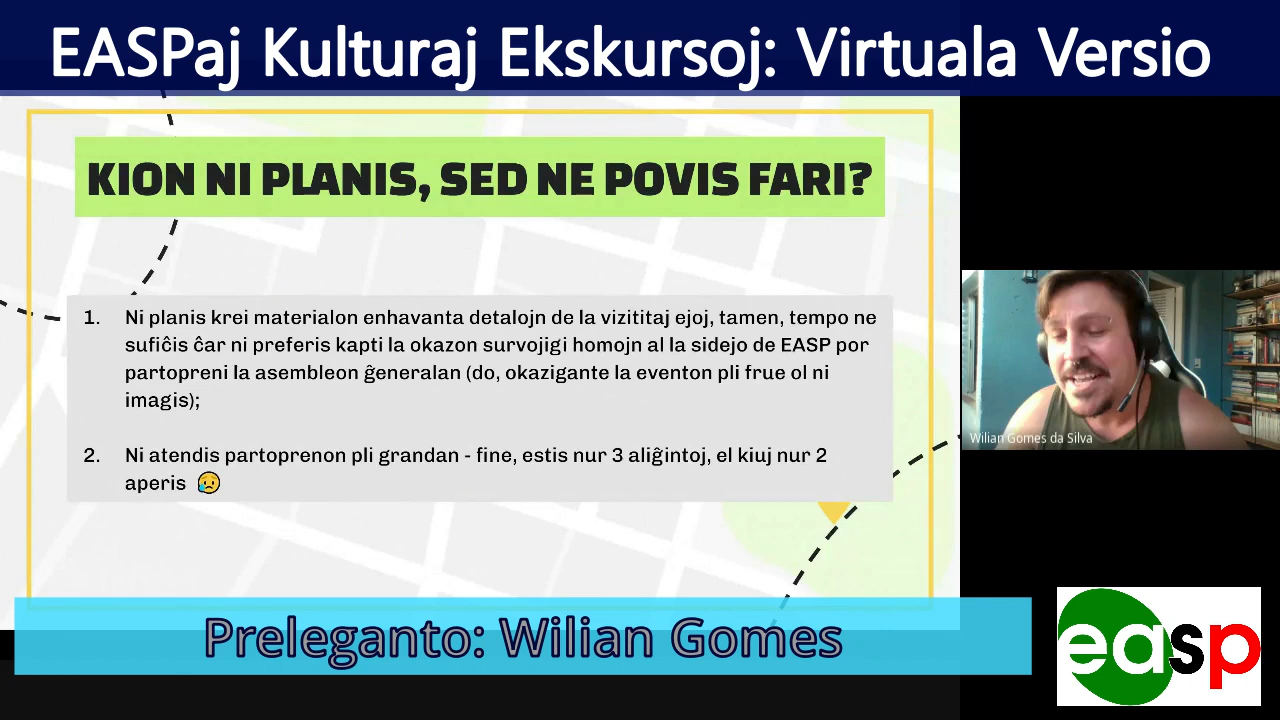 EASPaj Kulturaj Ekskursoj: Virtuala Versio
KION NI PLANIS, SED NE POVIS FARI?
1. Ni planis krei materialon enhavanta detalojn de la vizititaj ejoj, tamen, tempo ne
sufiĉis ĉar ni preferis kapti la okazon survojigi homojn al la sidejo de EASP por
partopreni la asembleon ĝeneralan (do, okazigante la eventon pli frue ol ni
imagis);
2. Ni atendis partoprenon pli grandan - fine, estis nur 3 aliĝintoj, el kiuj nur 2
aperis 😥
Wilian Gomes da Silva
Preleganto: Wilian Gomes
easp